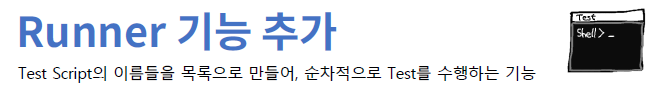 Runner 기능 추가
Test Script의 이름들을 목록으로 만들어, 순차적으로 Test를 수행하는 기능
Test
Shell > _